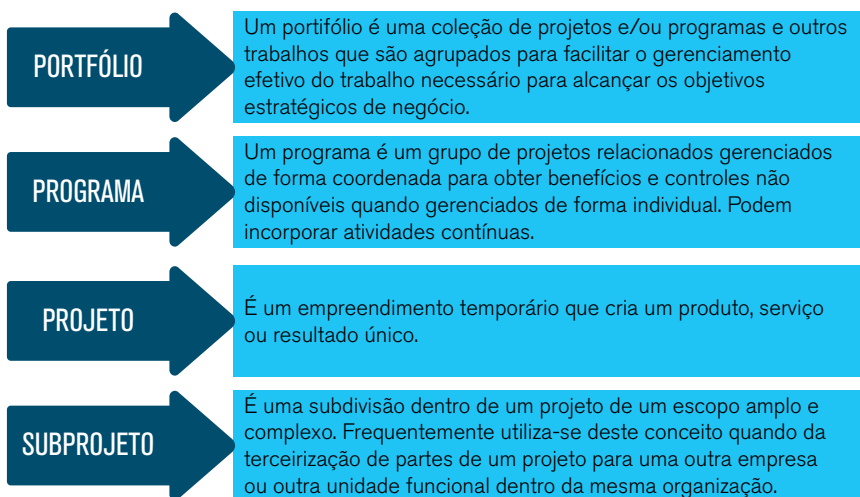 PORTFÓLIO
Um portifólio é uma coleção de projetos e/ou programas e outros
trabalhos que são agrupados para facilitar o gerenciamento
efetivo do trabalho necessário para alcançar os objetivos
estratégicos de negócio.
PROGRAMA
Um programa é um grupo de projetos relacionados gerenciados
de forma coordenada para obter benefícios e controles não
disponíveis quando gerenciados de forma individual. Podem
incorporar atividades contínuas.
PROJETO
É um empreendimento temporário que cria um produto, serviço
ou resultado único.
SUBPROJETO
É uma subdivisão dentro de um projeto de um escopo amplo e
complexo. Frequentemente utiliza-se deste conceito quando da
terceirização de partes de um projeto para uma outra empresa
ou outra unidade funcional dentro da mesma organização.